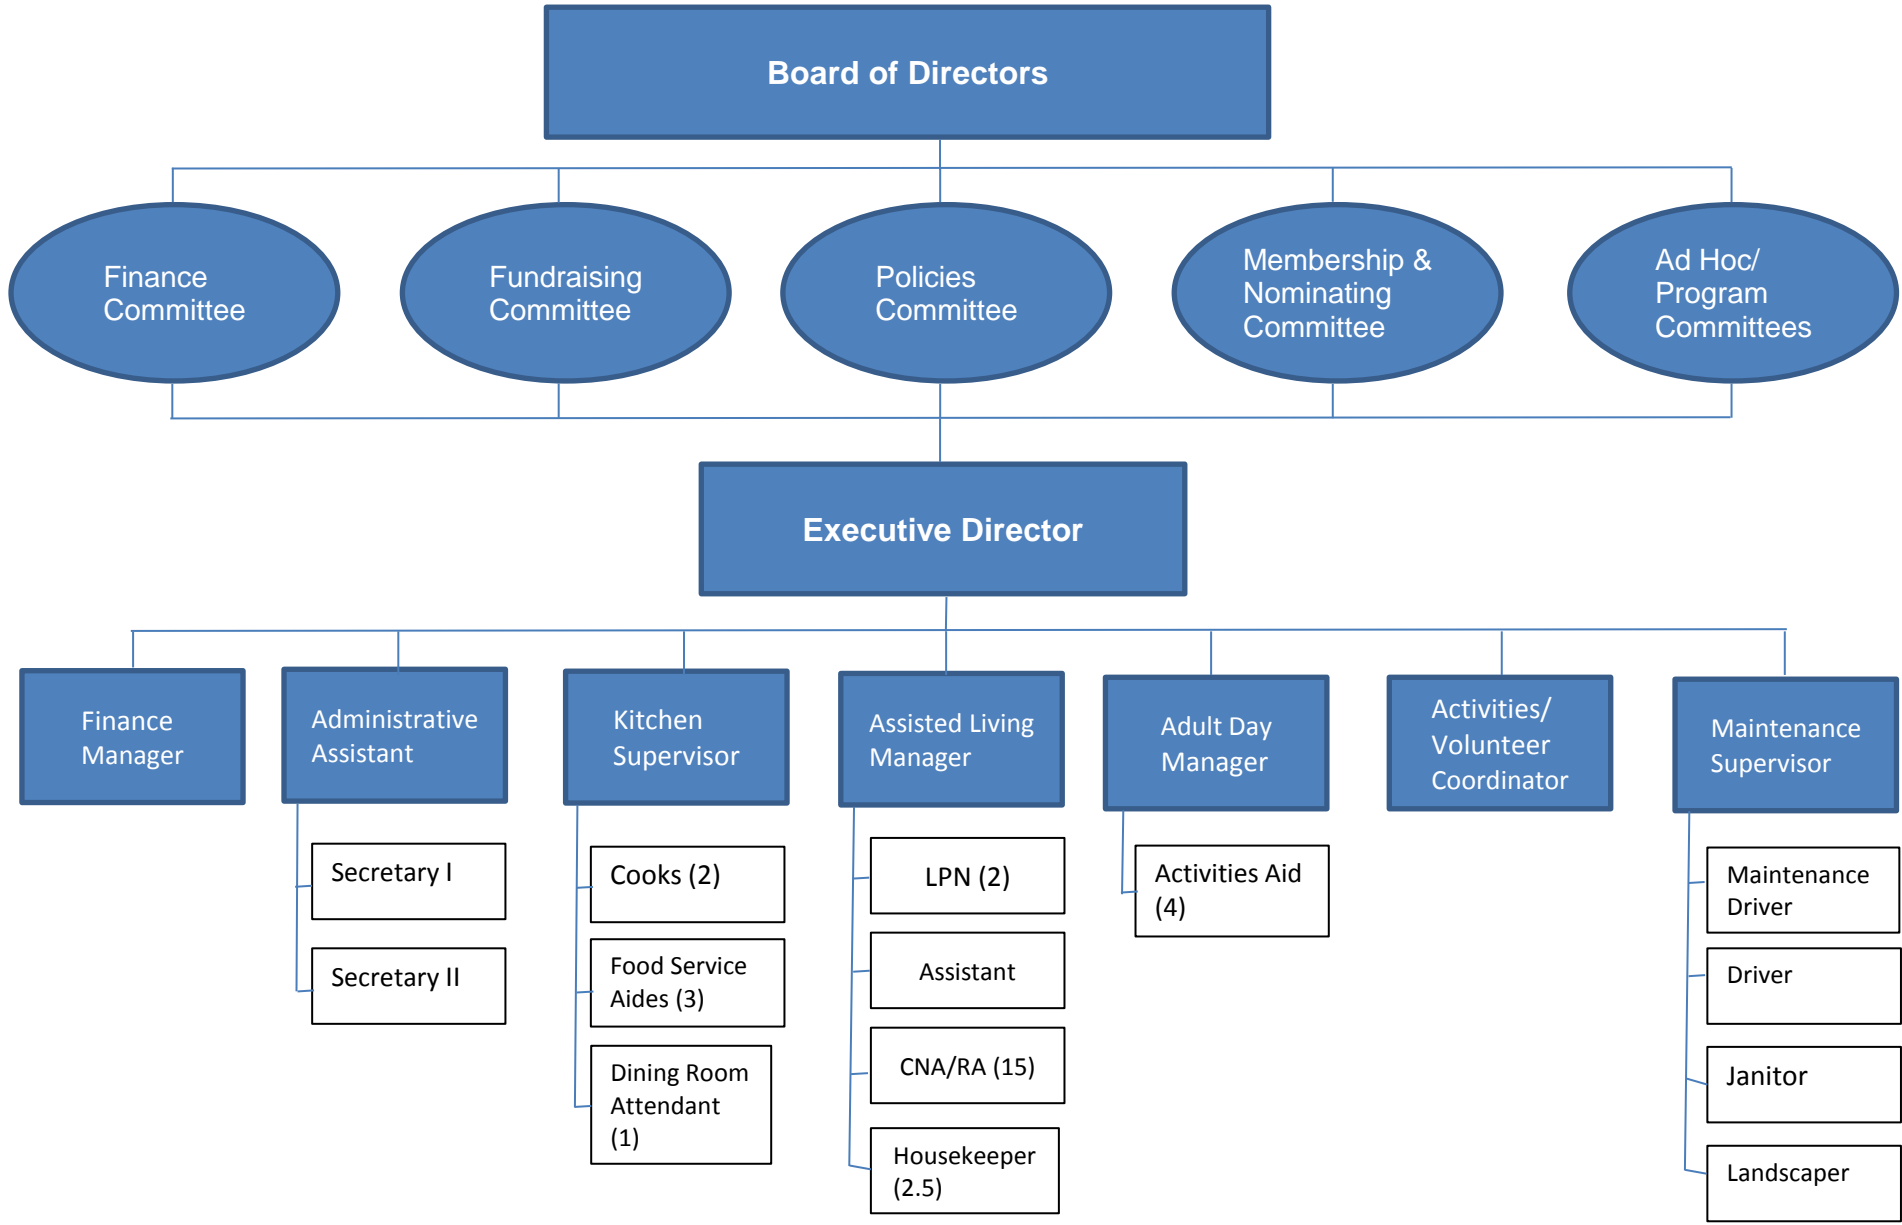 Board of Directors
Finance
Committee
Fundraising
Committee
Policies
Committee
Membership &
Nominating
Committee
Ad Hoc/
Program
Committees
Executive Director
Finance
Manager
Administrative
Assistant
Kitchen
Supervisor
Assisted Living
Manager
Adult Day
Manager
Activities/
Volunteer
Coordinator
Maintenance
Supervisor
Secretary I
Secretary II
Cooks (2)
Food Service
Aides (3)
Dining Room
Attendant
(1)
LPN (2)
Assistant
CNA/RA (15)
Housekeeper
(2.5)
Activities Aid
(4)
Maintenance
Driver
Driver
Janitor
Landscaper